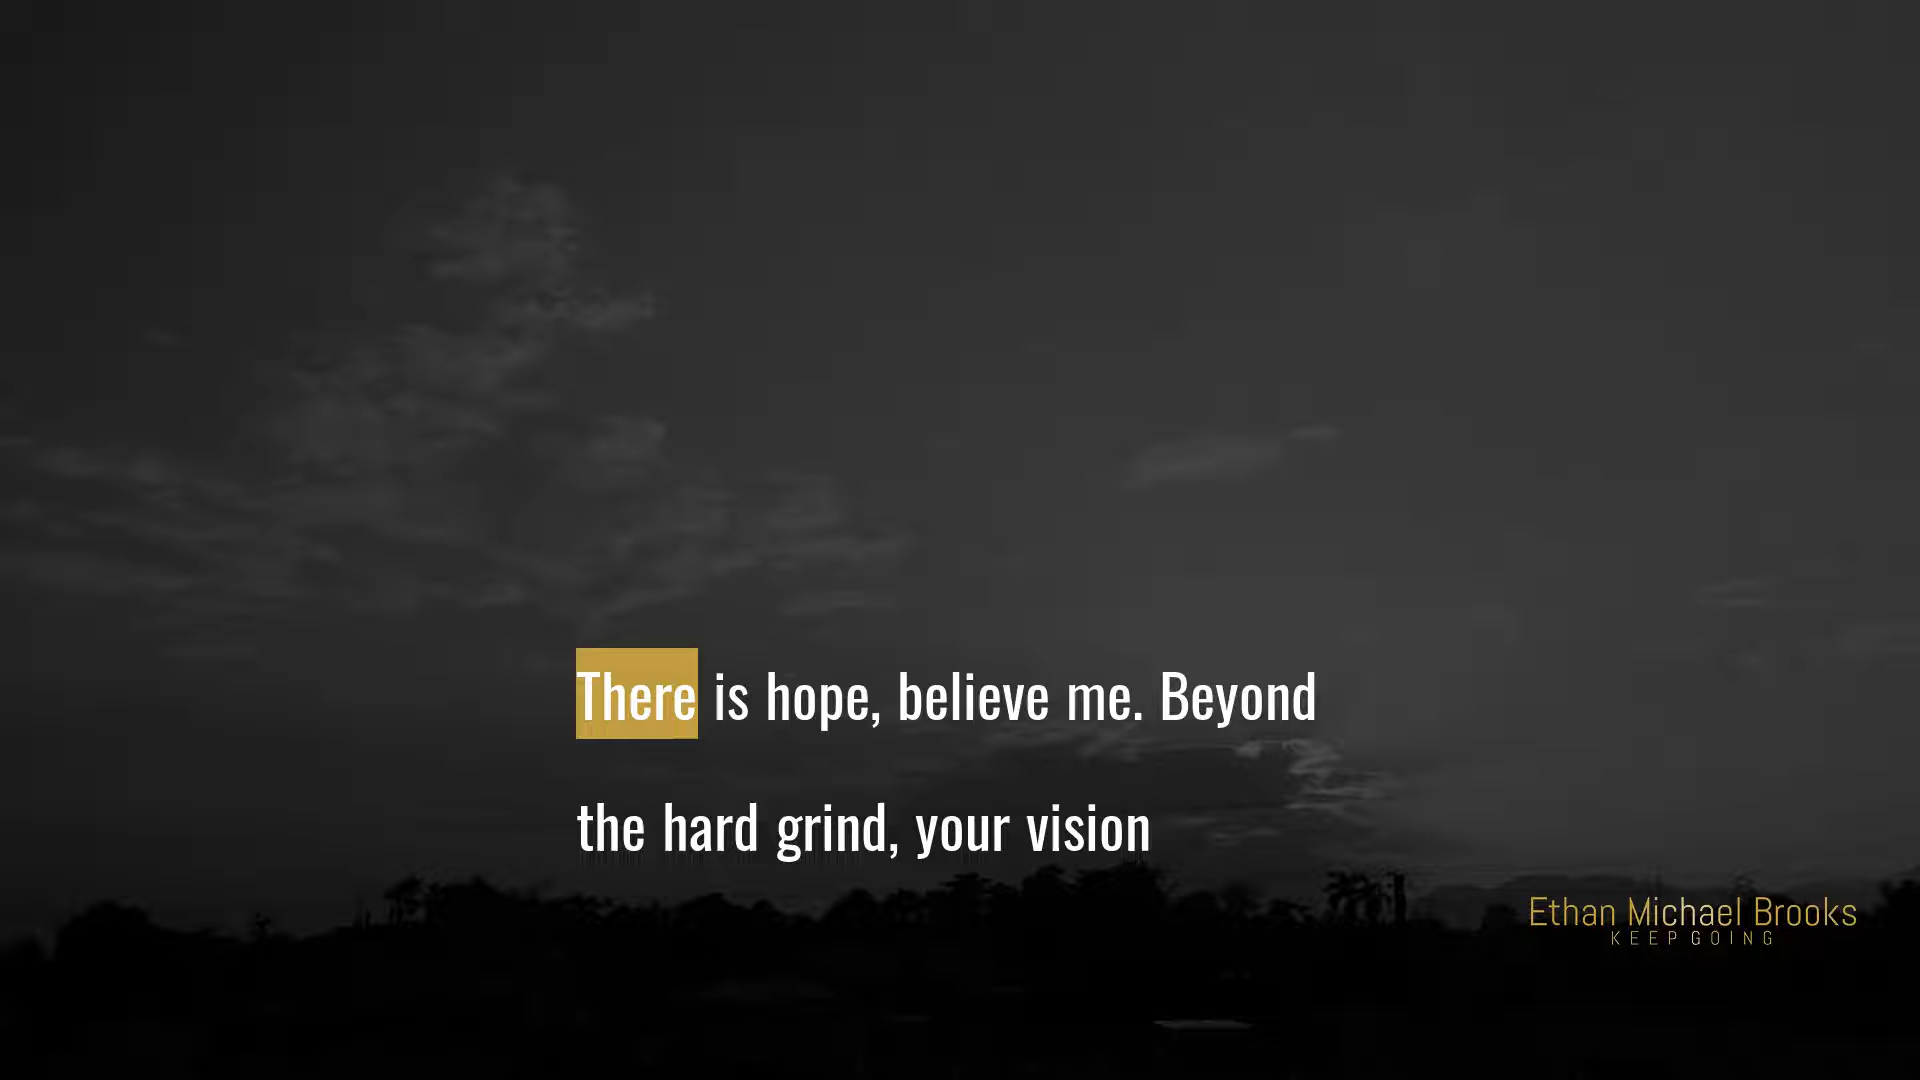 There is hope, believe me. Beyond
the hard grind, your vision
Ethan Michael Brooks
KEEP GOING